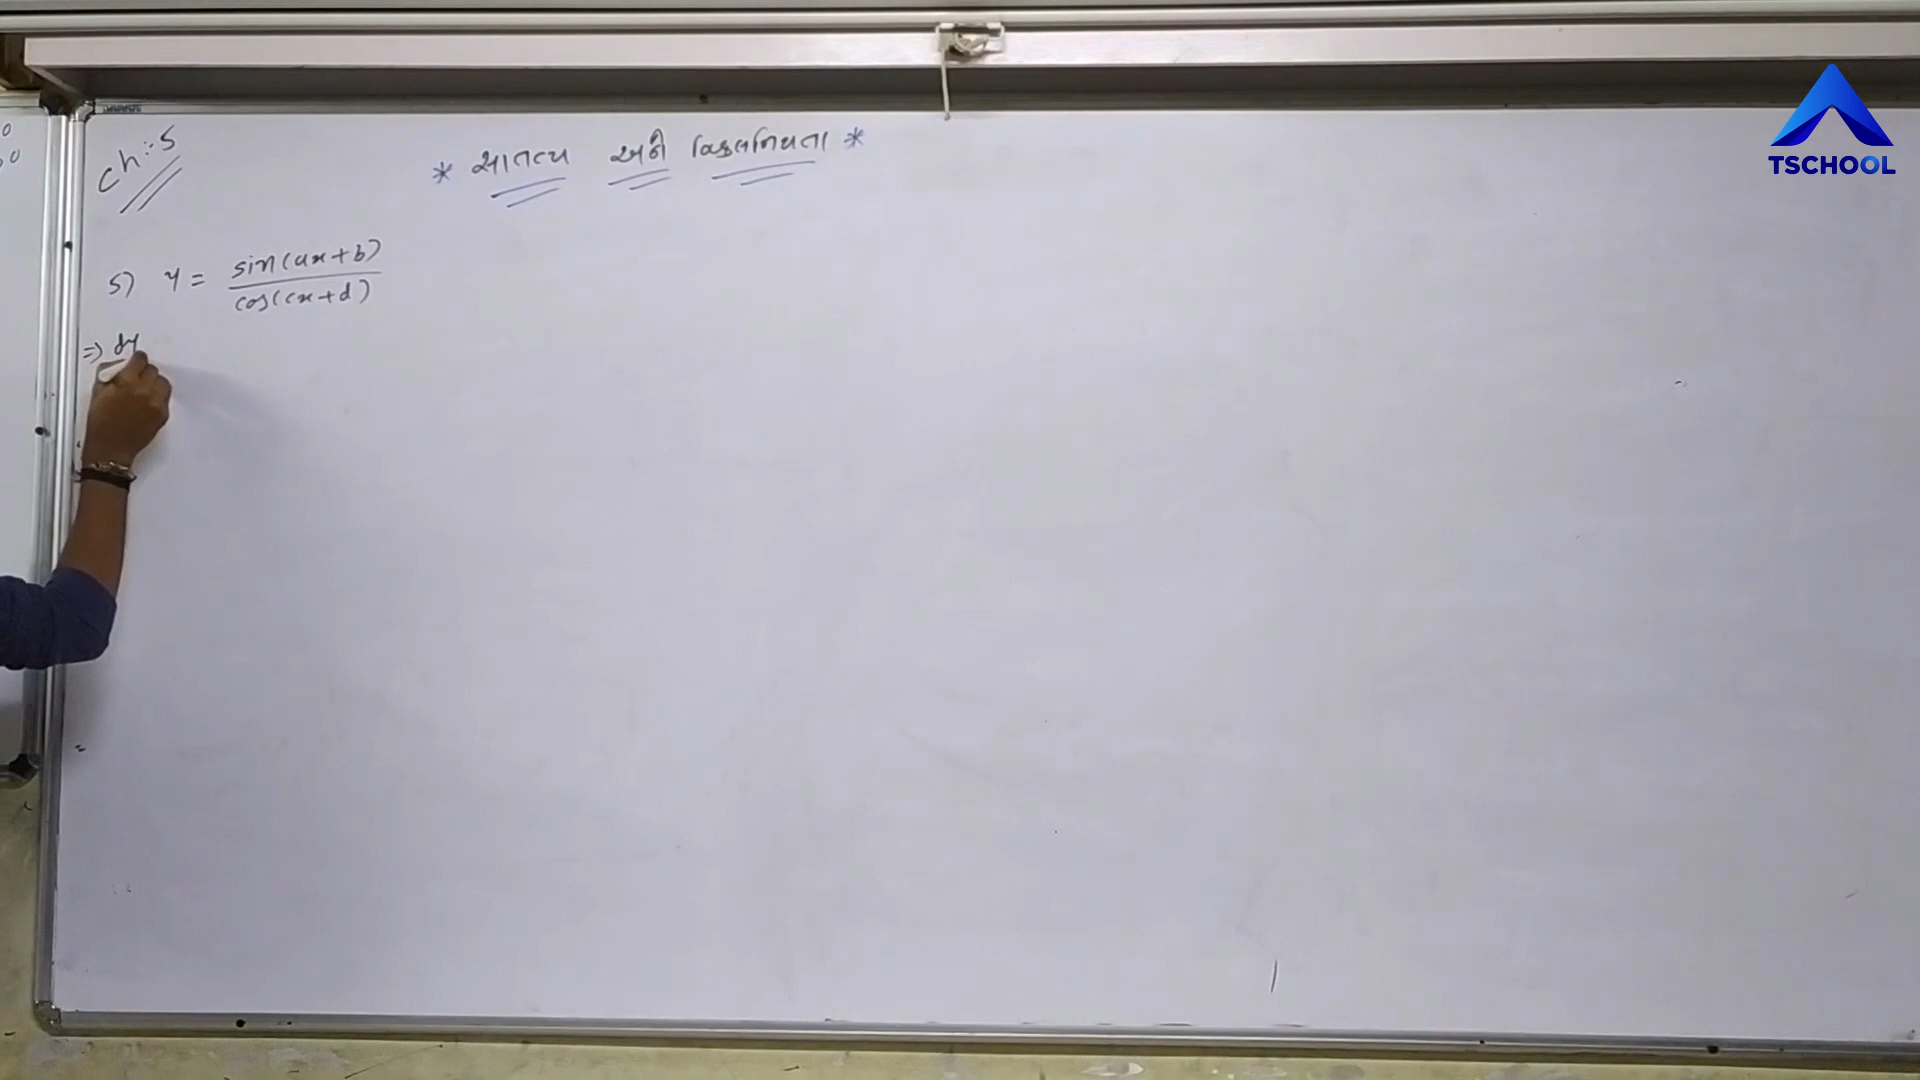 Ch:-5
* સાતત્ય અને વિકલનિયતા *
TSCHOOL
5) y = sin(ax+b) / cos(cx+d)
=> dy